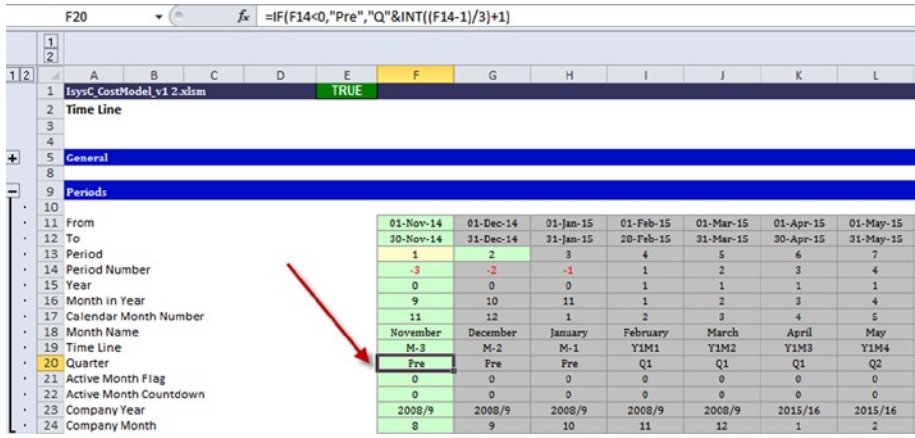 F20 fx =IF(F14<0,"Pre","Q"&INT((F14-1)/3)+1)
1
2
1 2 A B C D E F G H I J K L
1 IsysC_CostModel_v1 2.xlsm TRUE
2 Time Line
3
4
5 General
8
9 Periods
10
11 From 01-Nov-14 01-Dec-14 01-Jan-15 01-Feb-15 01-Mar-15 01-Apr-15 01-May-15
12 To 30-Nov-14 31-Dec-14 31-Jan-15 28-Feb-15 31-Mar-15 30-Apr-15 31-May-15
13 Period 1 2 3 4 5 6 7
14 Period Number -3 -2 -1 1 2 3 4
15 Year 0 0 0 1 1 1 1
16 Month in Year 9 10 11 1 2 3 4
17 Calendar Month Number 11 12 1 2 3 4 5
18 Month Name November December January February March April May
19 Time Line M-3 M-2 M-1 Y1M1 Y1M2 Y1M3 Y1M4
20 Quarter Pre Pre Pre Q1 Q1 Q1 Q2
21 Active Month Flag 0 0 0 0 0 0 0
22 Active Month Countdown 0 0 0 0 0 0 0
23 Company Year 2008/9 2008/9 2008/9 2008/9 2008/9 2015/16 2015/16
24 Company Month 8 9 10 11 12 1 2